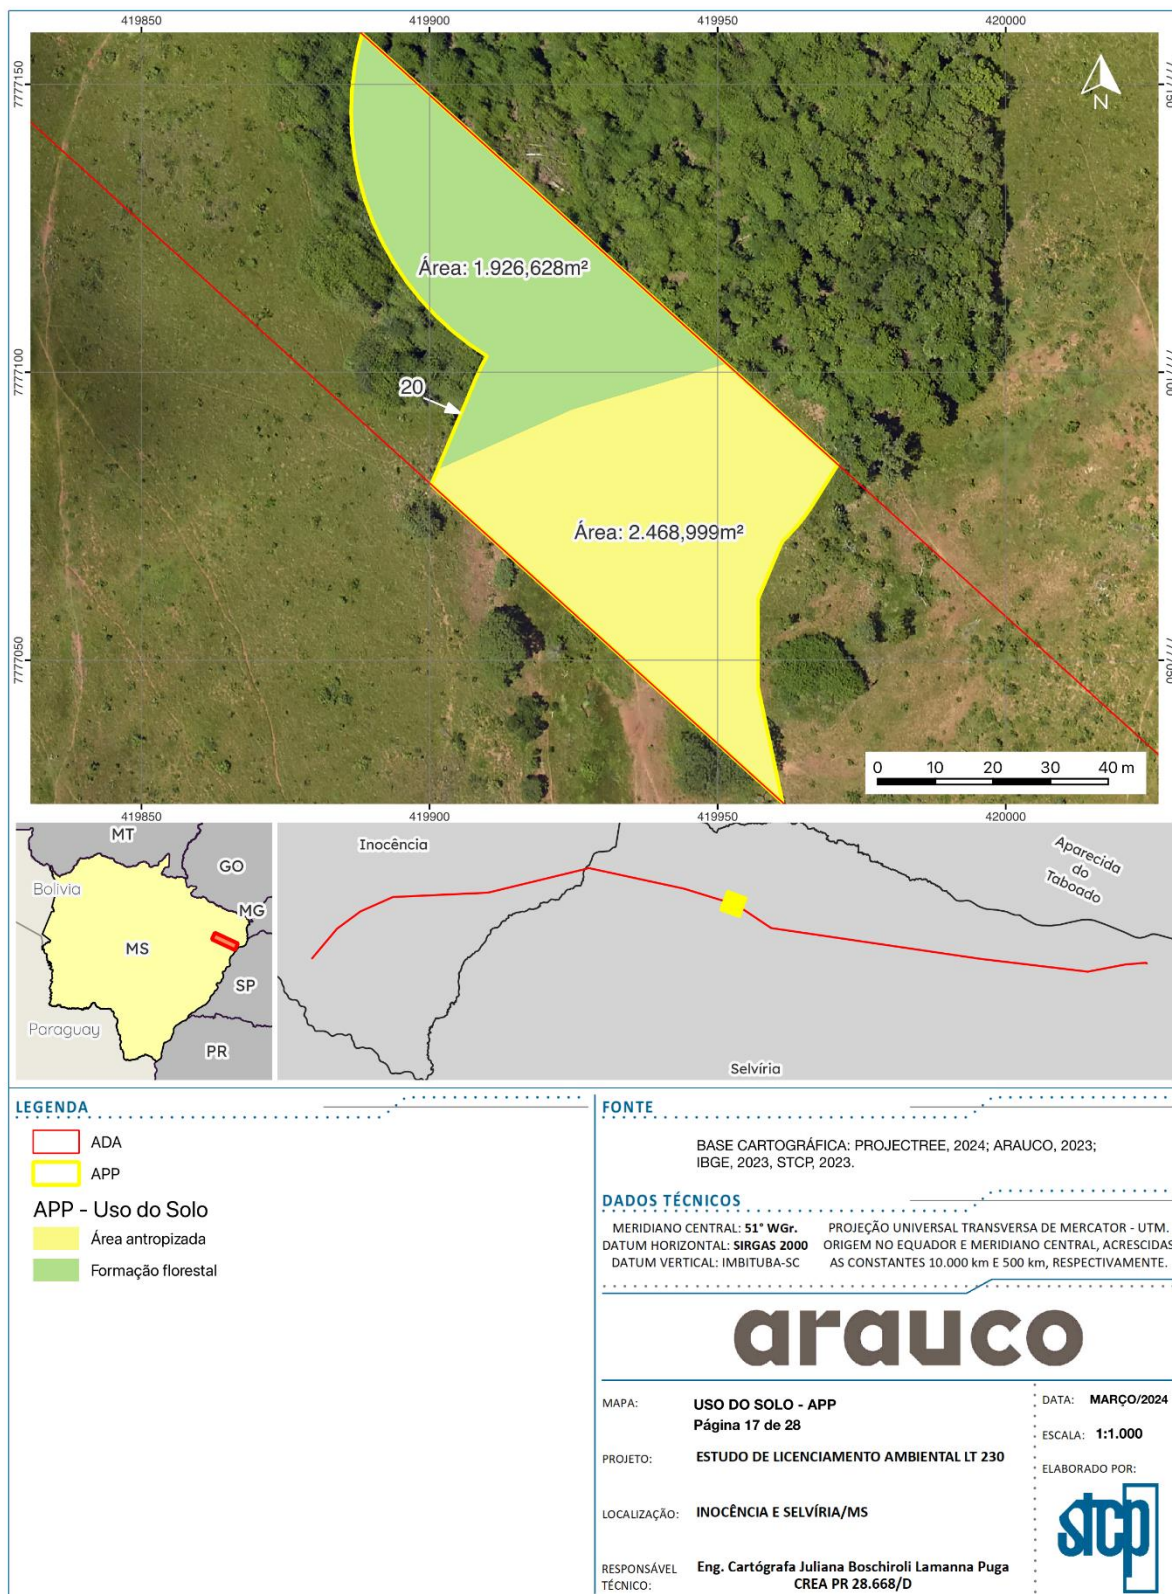 419850
419900
419950
420000
7777150
N
Área: 1.926,628m²
7777100
20
Área: 2.468,999m²
7777050
0 10 20 30 40 m
419850
419900
419950
420000
MT
GO
Bolivia
MG
MS
SP
Paraguay
PR
Inocência
Aparecida
do
Taboado
Selvíria
LEGENDA
ADA
APP
APP - Uso do Solo
Área antropizada
Formação florestal
FONTE
BASE CARTOGRÁFICA: PROJECTREE, 2024; ARAUCO, 2023;
IBGE, 2023, STCP, 2023.
DADOS TÉCNICOS
MERIDIANO CENTRAL: 51° WGr.
DATUM HORIZONTAL: SIRGAS 2000
DATUM VERTICAL: IMBITUBA-SC
PROJEÇÃO UNIVERSAL TRANSVERSA DE MERCATOR - UTM.
ORIGEM NO EQUADOR E MERIDIANO CENTRAL, ACRESCIDAS
AS CONSTANTES 10.000 km E 500 km, RESPECTIVAMENTE.
arauco
MAPA: USO DO SOLO - APP
Página 17 de 28
PROJETO: ESTUDO DE LICENCIAMENTO AMBIENTAL LT 230
LOCALIZAÇÃO: INOCÊNCIA E SELVÍRIA/MS
RESPONSÁVEL TÉCNICO: Eng. Cartógrafa Juliana Boschiroli Lamanna Puga
CREA PR 28.668/D
DATA: MARÇO/2024
ESCALA: 1:1.000
ELABORADO POR:
stcp